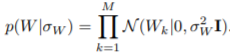 p(W|σ_W) = ∏_{k=1}^{M} 𝒩(W_k|0, σ_W^2 𝐈).